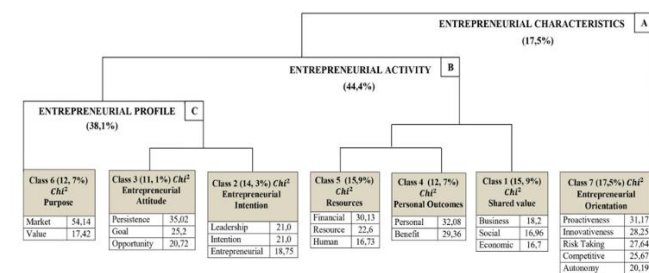 ENTREPRENEURIAL CHARACTERISTICS A
(17,5%)
ENTREPRENEURIAL ACTIVITY B
(44,4%)
ENTREPRENEURIAL PROFILE C
(38,1%)
Class 6 (12, 7%)
Chi²
Purpose
Market 54,14
Value 17,42
Class 3 (11, 1%) Chi²
Entrepreneurial
Attitude
Persistence 35,02
Goal 25,2
Opportunity 20,72
Class 2 (14, 3%) Chi²
Entrepreneurial
Intention
Leadership 21,0
Intention 21,0
Entrepreneurial 18,75
Class 5 (15,9%)
Chi²
Resources
Financial 30,13
Resource 22,6
Human 16,73
Class 4 (12, 7%)
Chi²
Personal Outcomes
Personal 32,08
Benefit 29,36
Class 1 (15, 9%)
Chi²
Shared value
Business 18,2
Social 16,96
Economic 16,7
Class 7 (17,5%) Chi²
Entrepreneurial
Orientation
Proactiveness 31,17
Innovativeness 28,25
Risk Taking 27,64
Competitive 25,67
Autonomy 20,19